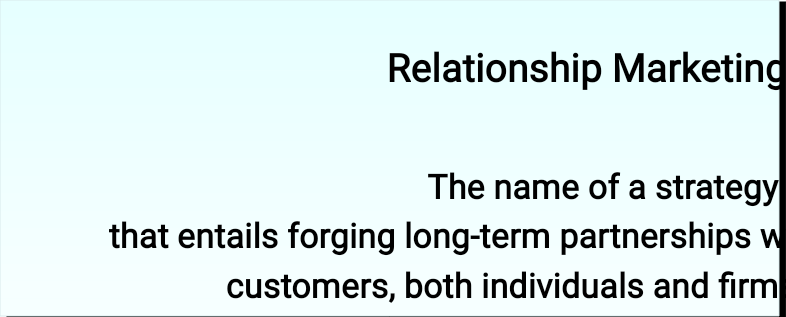 Relationship Marketing
The name of a strategy
that entails forging long-term partnerships
customers, both individuals and firm